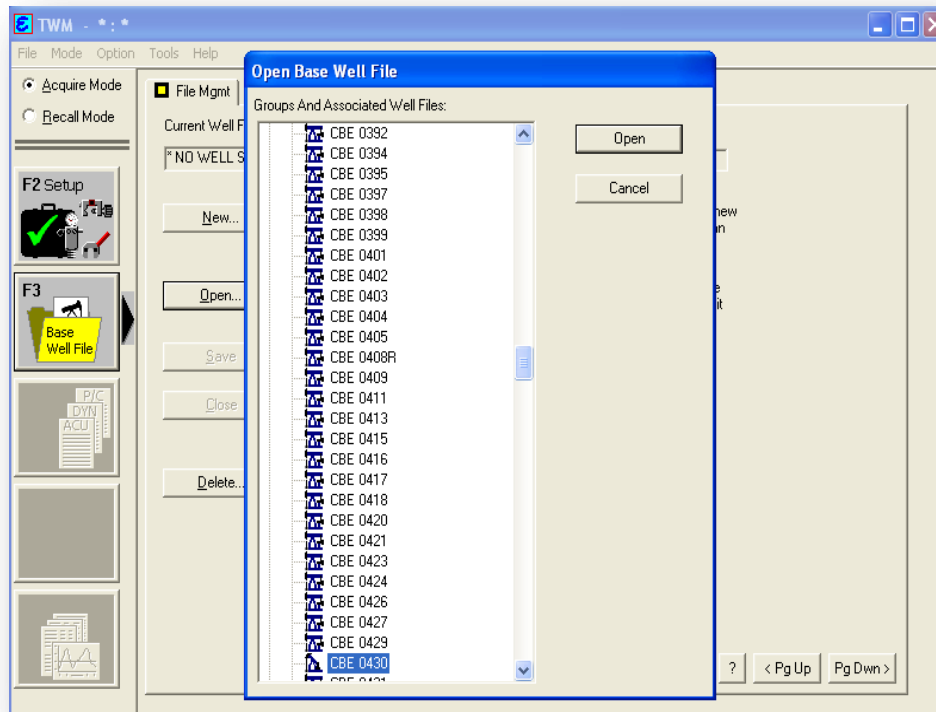 TWM - * : *
File Mode Option Tools Help
Acquire Mode
Recall Mode
F2 Setup
F3
Base
Well File
P/C
DYN
ACU
File Mgmt
Current Well F
* NO WELL S
New...
Open...
Save
Close
Delete...
Open Base Well File
Groups And Associated Well Files:
CBE 0392
CBE 0394
CBE 0395
CBE 0397
CBE 0398
CBE 0399
CBE 0401
CBE 0402
CBE 0403
CBE 0404
CBE 0405
CBE 0408R
CBE 0409
CBE 0411
CBE 0413
CBE 0415
CBE 0416
CBE 0417
CBE 0418
CBE 0420
CBE 0421
CBE 0423
CBE 0424
CBE 0426
CBE 0427
CBE 0429
CBE 0430
Open
Cancel
new
? < Pg Up Pg Dwn >